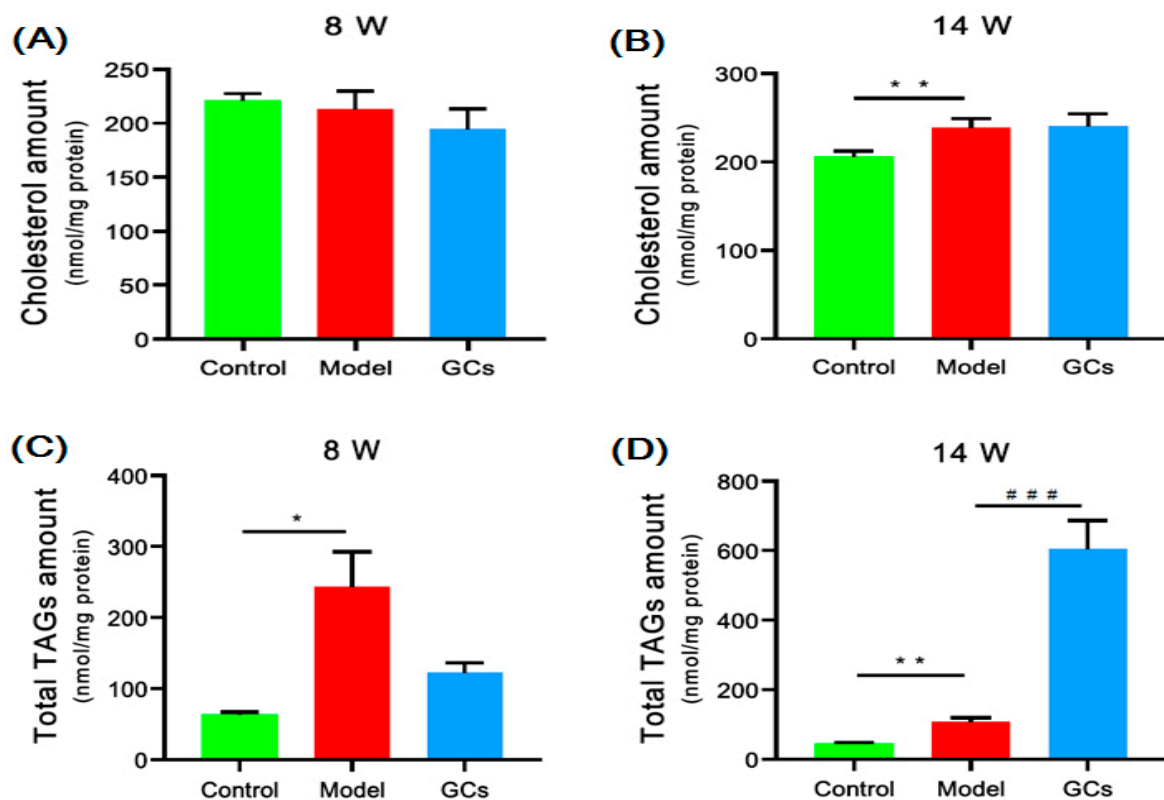 (A)
8 W
Cholesterol amount
(nmol/mg protein)
250
200
150
100
50
0
Control Model GCs
(B)
14 W
Cholesterol amount
(nmol/mg protein)
300
200
100
0
* *
Control Model GCs
(C)
8 W
Total TAGs amount
(nmol/mg protein)
400
300
200
100
0
*
Control Model GCs
(D)
14 W
Total TAGs amount
(nmol/mg protein)
800
600
400
200
0
# # #
* *
Control Model GCs